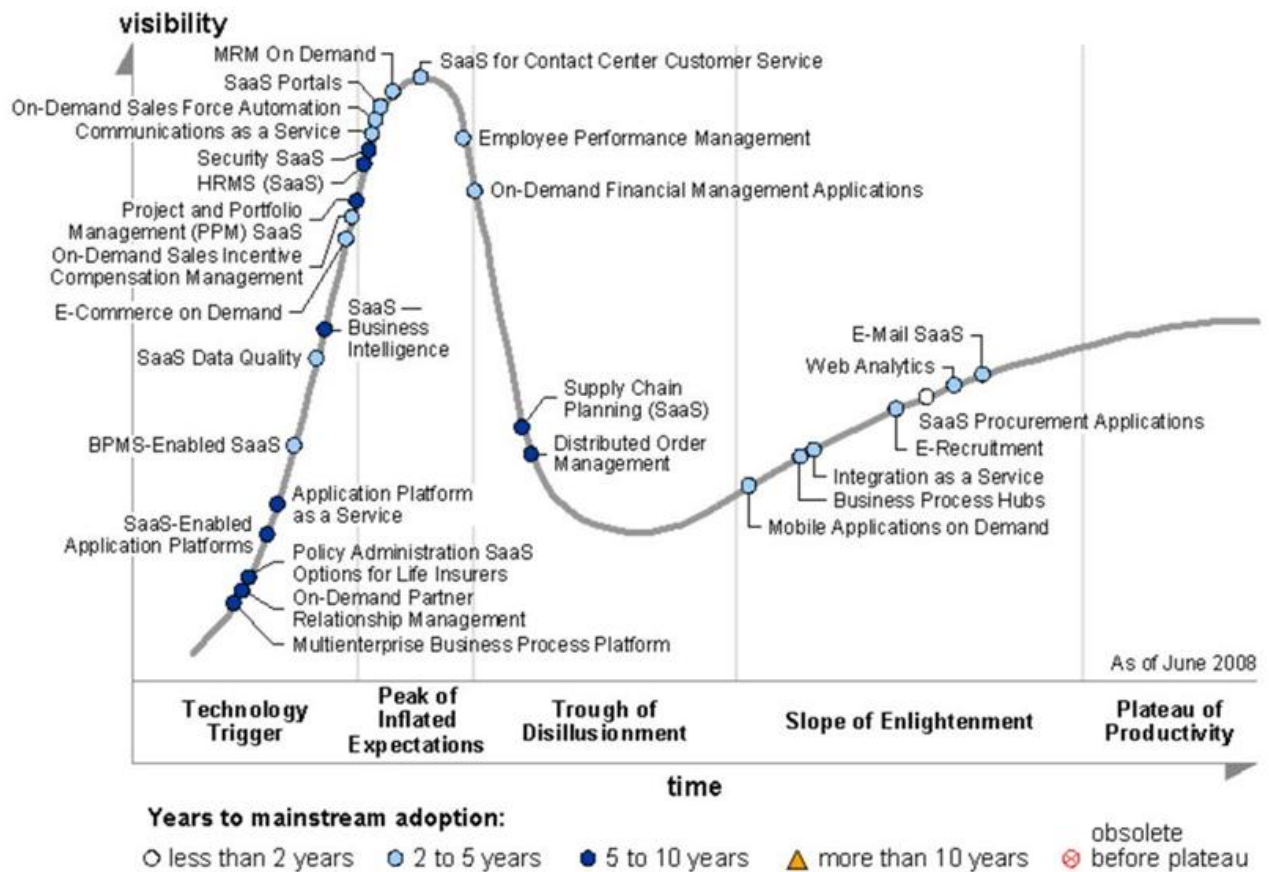 visibility
MRM On Demand
SaaS for Contact Center Customer Service
SaaS Portals
On-Demand Sales Force Automation
Communications as a Service
Employee Performance Management
Security SaaS
HRMS (SaaS)
On-Demand Financial Management Applications
Project and Portfolio
Management (PPM) SaaS
On-Demand Sales Incentive
Compensation Management
E-Commerce on Demand
SaaS —
Business
Intelligence
SaaS Data Quality
E-Mail SaaS
Web Analytics
Supply Chain
Planning (SaaS)
SaaS Procurement Applications
BPMS-Enabled SaaS
Distributed Order
Management
E-Recruitment
Integration as a Service
Application Platform
as a Service
Business Process Hubs
SaaS-Enabled
Application Platforms
Mobile Applications on Demand
Policy Administration SaaS
Options for Life Insurers
On-Demand Partner
Relationship Management
Multienterprise Business Process Platform
As of June 2008
Technology
Trigger
Peak of
Inflated
Expectations
Trough of
Disillusionment
Slope of Enlightenment
Plateau of
Productivity
time
Years to mainstream adoption:
less than 2 years
2 to 5 years
5 to 10 years
more than 10 years
obsolete
before plateau